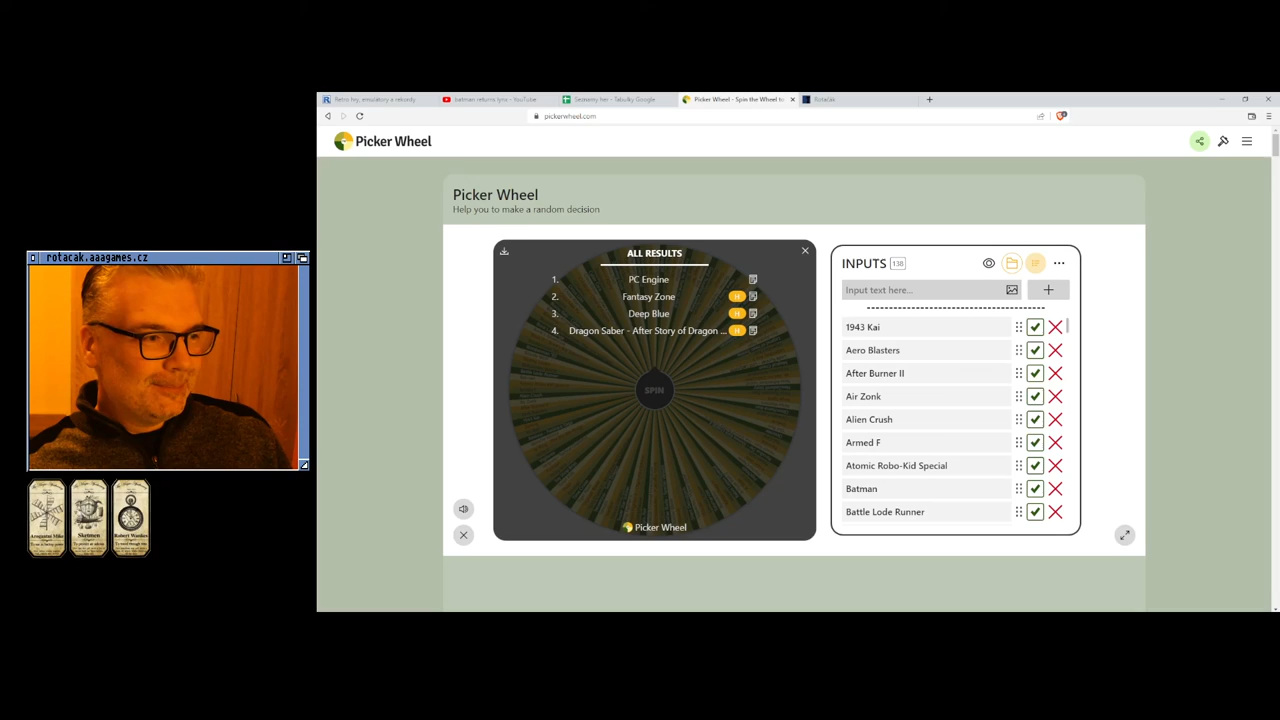 Retro hry, emulatory a rekordy
batman returns lynx - YouTube
Seznamy her - Tabulky Google
Picker Wheel - Spin the Wheel to
Rotačák
pickerwheel.com
Picker Wheel
Picker Wheel
Help you to make a random decision
rotacak.aaagames.cz
ALL RESULTS
1. PC Engine
2. Fantasy Zone H
3. Deep Blue H
4. Dragon Saber - After Story of Dragon ... H
SPIN
Picker Wheel
INPUTS 138
Input text here...
1943 Kai
Aero Blasters
After Burner II
Air Zonk
Alien Crush
Armed F
Atomic Robo-Kid Special
Batman
Battle Lode Runner
Sketmen
Robert Wankes